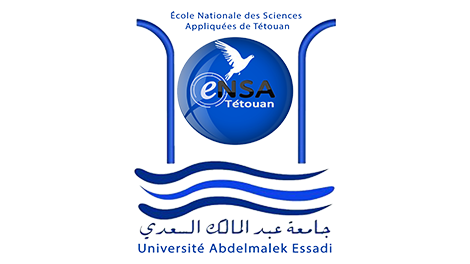 École Nationale des Sciences
Appliquées de Tétouan
eNSA
Tétouan
جامعة عبد المالك السعدي
Université Abdelmalek Essadi